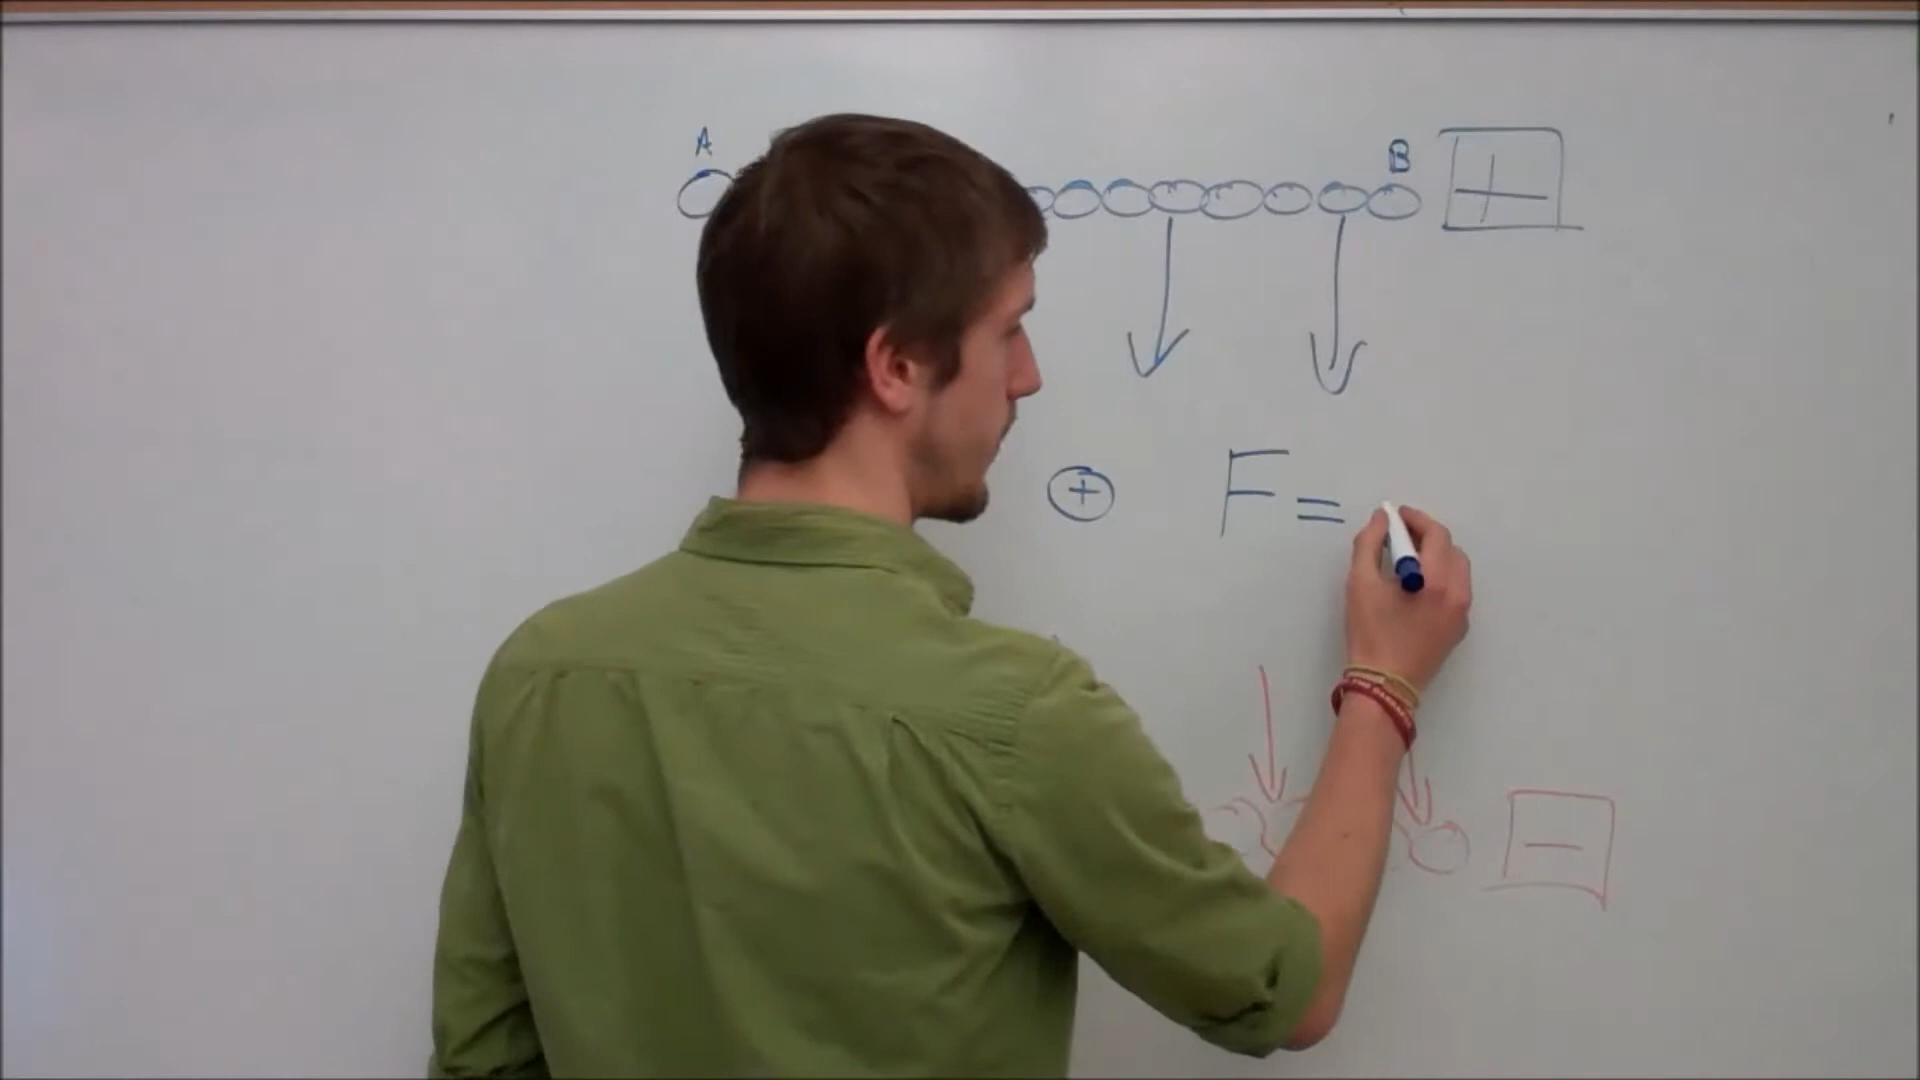 A B +
+ F =
−